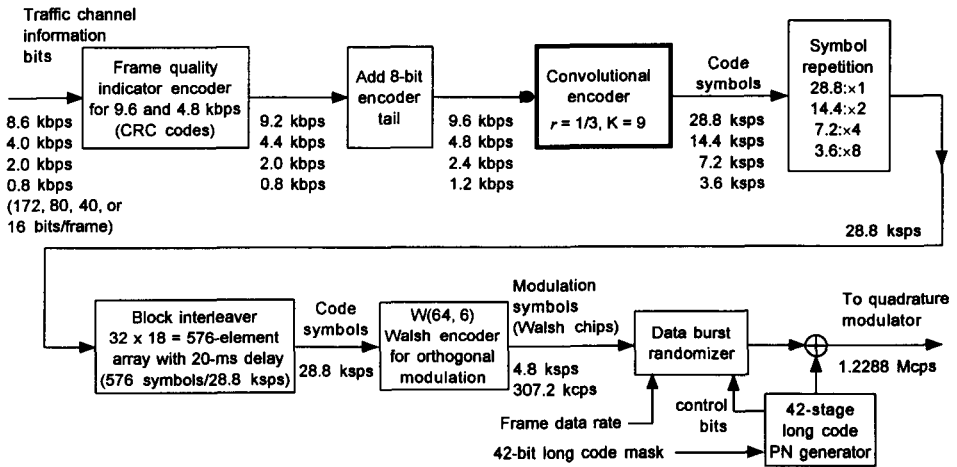 Traffic channel
information
bits
8.6 kbps
4.0 kbps
2.0 kbps
0.8 kbps
(172, 80, 40, or
16 bits/frame)
Frame quality
indicator encoder
for 9.6 and 4.8 kbps
(CRC codes)
9.2 kbps
4.4 kbps
2.0 kbps
0.8 kbps
Add 8-bit
encoder
tail
9.6 kbps
4.8 kbps
2.4 kbps
1.2 kbps
Convolutional
encoder
r = 1/3, K = 9
Code
symbols
28.8 ksps
14.4 ksps
7.2 ksps
3.6 ksps
Symbol
repetition
28.8:×1
14.4:×2
7.2:×4
3.6:×8
28.8 ksps
Block interleaver
32 x 18 = 576-element
array with 20-ms delay
(576 symbols/28.8 ksps)
Code
symbols
28.8 ksps
W(64, 6)
Walsh encoder
for orthogonal
modulation
Modulation
symbols
(Walsh chips)
4.8 ksps
307.2 kcps
Data burst
randomizer
To quadrature
modulator
1.2288 Mcps
Frame data rate
control
bits
42-bit long code mask
42-stage
long code
PN generator